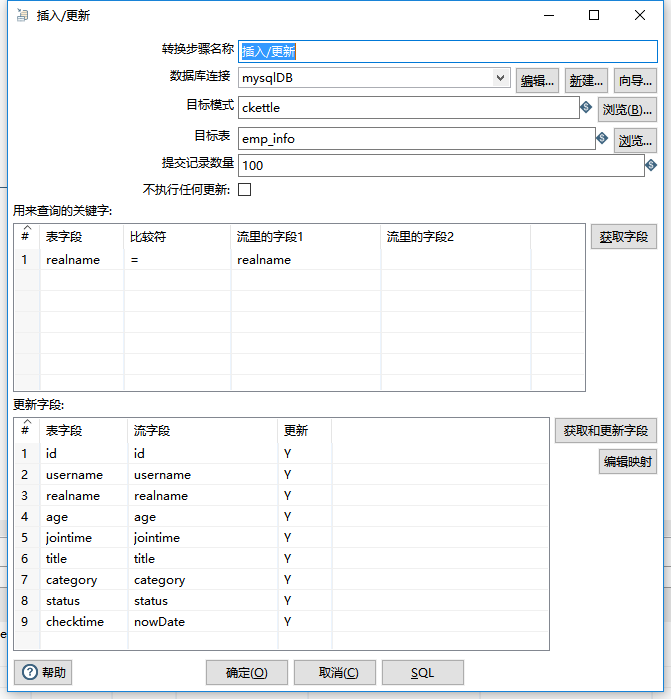 插入/更新
转换步骤名称 插入/更新
数据库连接 mysqlDB 编辑... 新建... 向导...
目标模式 ckettle 浏览(B)...
目标表 emp_info 浏览...
提交记录数量 100
不执行任何更新:
用来查询的关键字:
# 表字段 比较符 流里的字段1 流里的字段2 获取字段
1 realname = realname
更新字段:
# 表字段 流字段 更新 获取和更新字段
1 id id Y
编辑映射
2 username username Y
3 realname realname Y
4 age age Y
5 jointime jointime Y
6 title title Y
7 category category Y
8 status status Y
9 checktime nowDate Y
帮助 确定(O) 取消(C) SQL